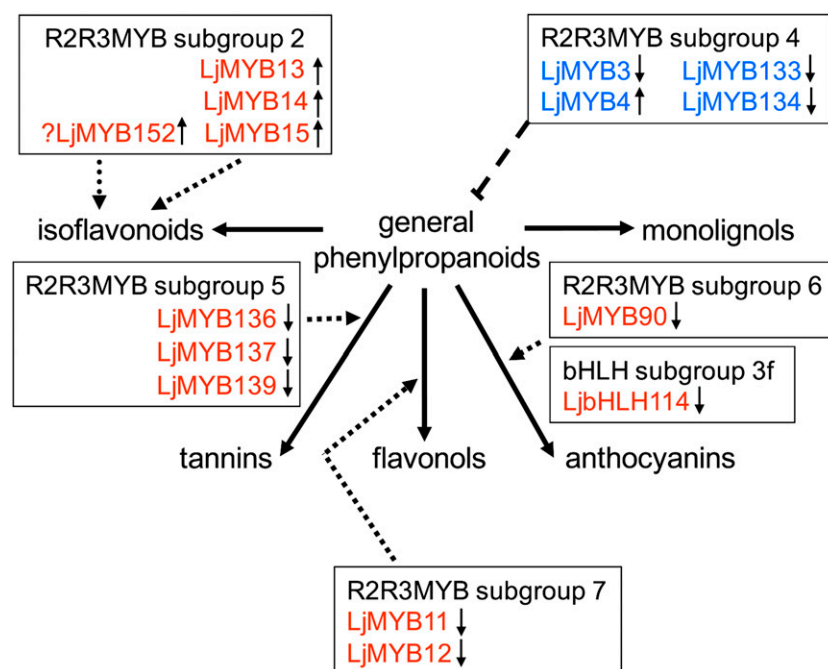 R2R3MYB subgroup 2
LjMYB13↑
LjMYB14↑
?LjMYB152↑ LjMYB15↑
R2R3MYB subgroup 4
LjMYB3↓ LjMYB133↓
LjMYB4↑ LjMYB134↓
isoflavonoids
general
phenylpropanoids
monolignols
R2R3MYB subgroup 5
LjMYB136↓
LjMYB137↓
LjMYB139↓
R2R3MYB subgroup 6
LjMYB90↓
bHLH subgroup 3f
LjbHLH114↓
tannins
flavonols
anthocyanins
R2R3MYB subgroup 7
LjMYB11↓
LjMYB12↓